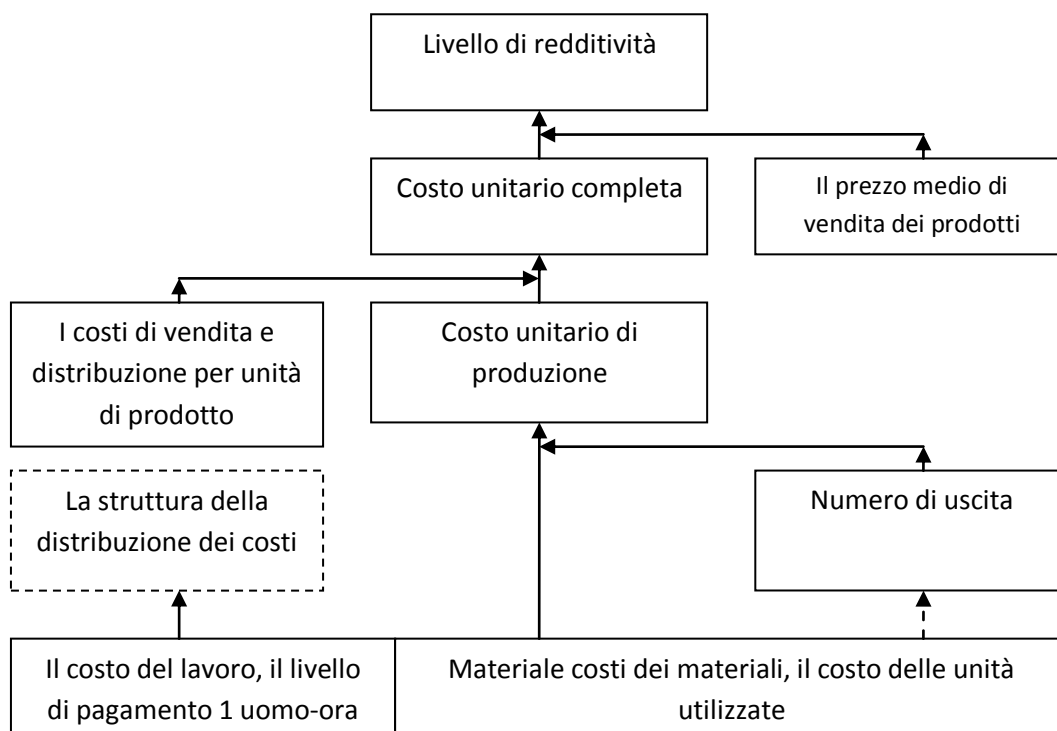 Livello di redditività
Costo unitario completa
Il prezzo medio di
vendita dei prodotti
I costi di vendita e
distribuzione per unità
di prodotto
Costo unitario di
produzione
La struttura della
distribuzione dei costi
Numero di uscita
Il costo del lavoro, il livello
di pagamento 1 uomo-ora
Materiale costi dei materiali, il costo delle unità
utilizzate